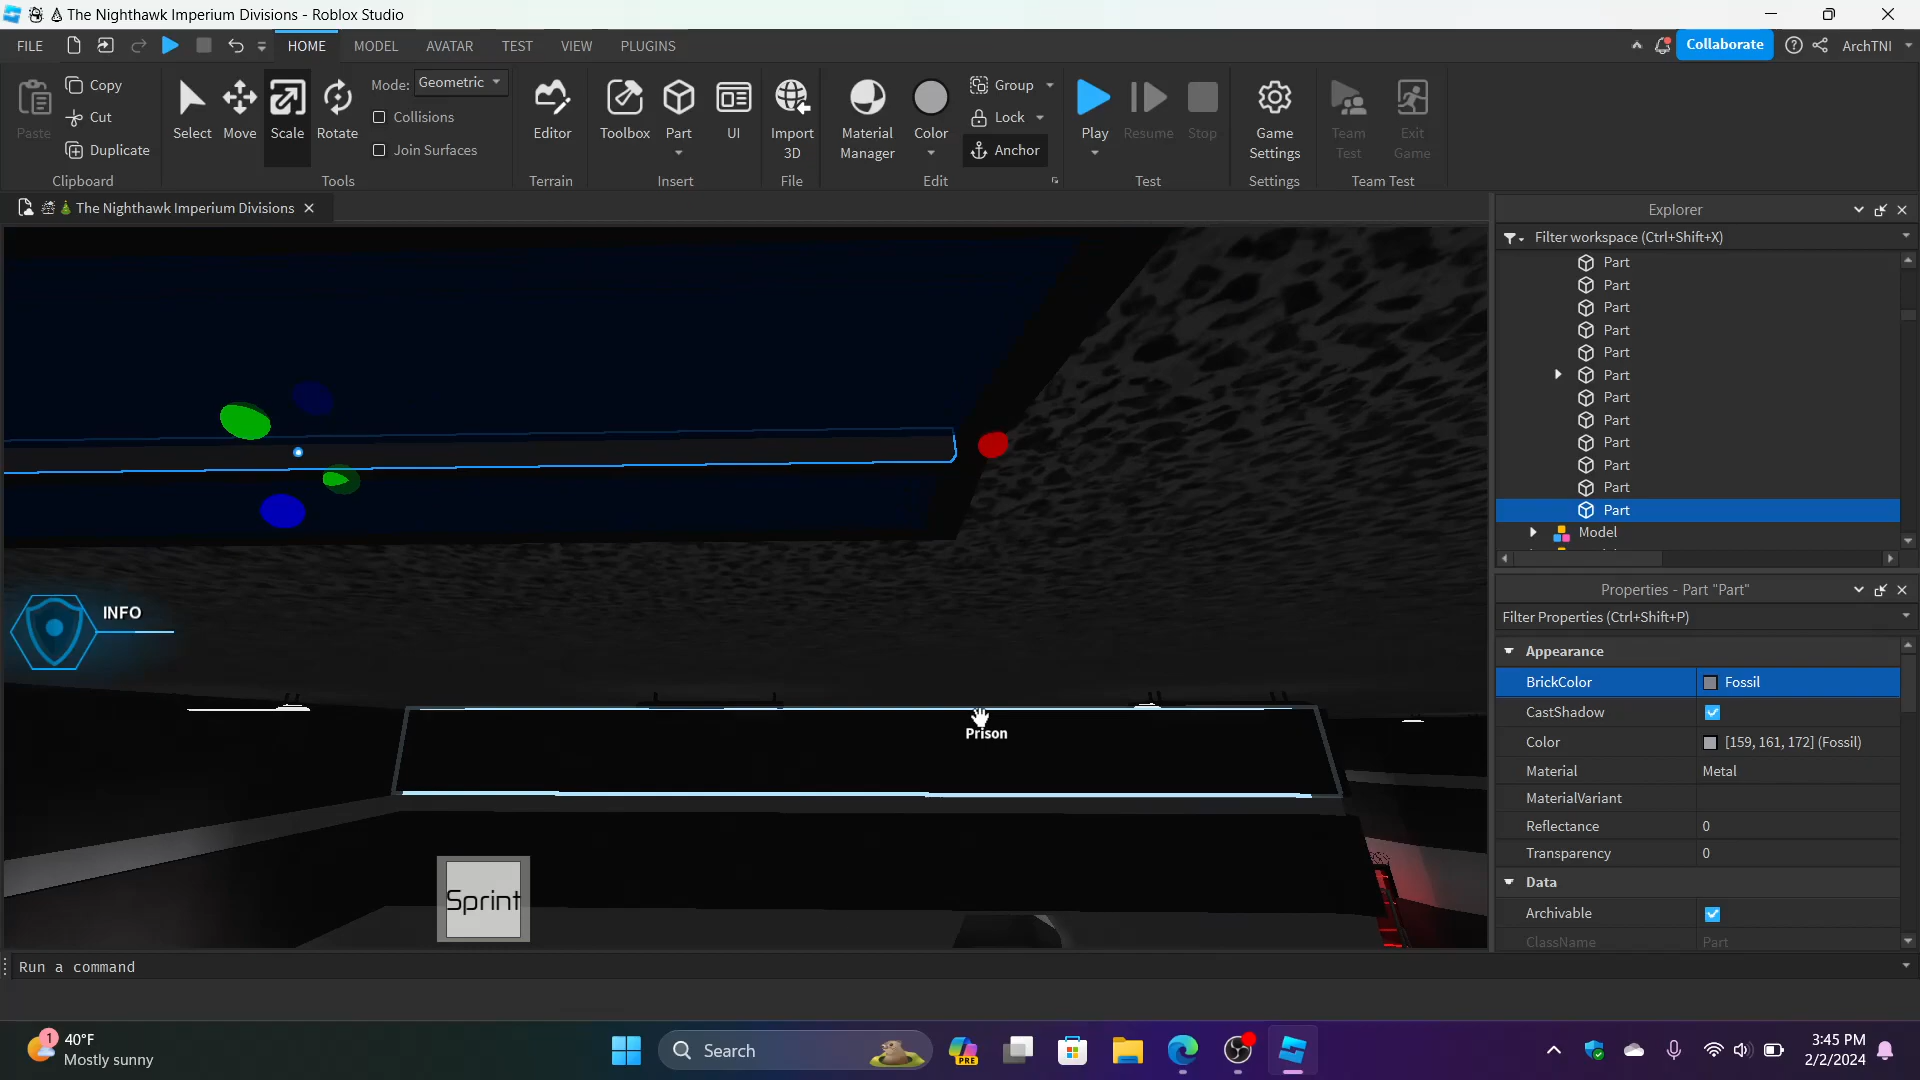 The Nighthawk Imperium Divisions - Roblox Studio
FILE HOME MODEL AVATAR TEST VIEW PLUGINS Collaborate ArchTNI
Paste Copy Cut Duplicate Clipboard
Select Move Scale Rotate Mode: Geometric Collisions Join Surfaces Tools
Editor Terrain
Toolbox Part UI Insert
Import 3D File
Material Manager Color Group Lock Anchor Edit
Play Resume Stop Test
Game Settings Settings
Team Test Exit Game Team Test
The Nighthawk Imperium Divisions
Explorer
Filter workspace (Ctrl+Shift+X)
Part
Part
Part
Part
Part
Part
Part
Part
Part
Part
Part
Part
Model
INFO
Prison
Sprint
Properties - Part "Part"
Filter Properties (Ctrl+Shift+P)
Appearance
BrickColor Fossil
CastShadow
Color [159, 161, 172] (Fossil)
Material Metal
MaterialVariant
Reflectance 0
Transparency 0
Data
Archivable
ClassName Part
Run a command
1 40°F
Mostly sunny
Search
PRE
3:45 PM
2/2/2024